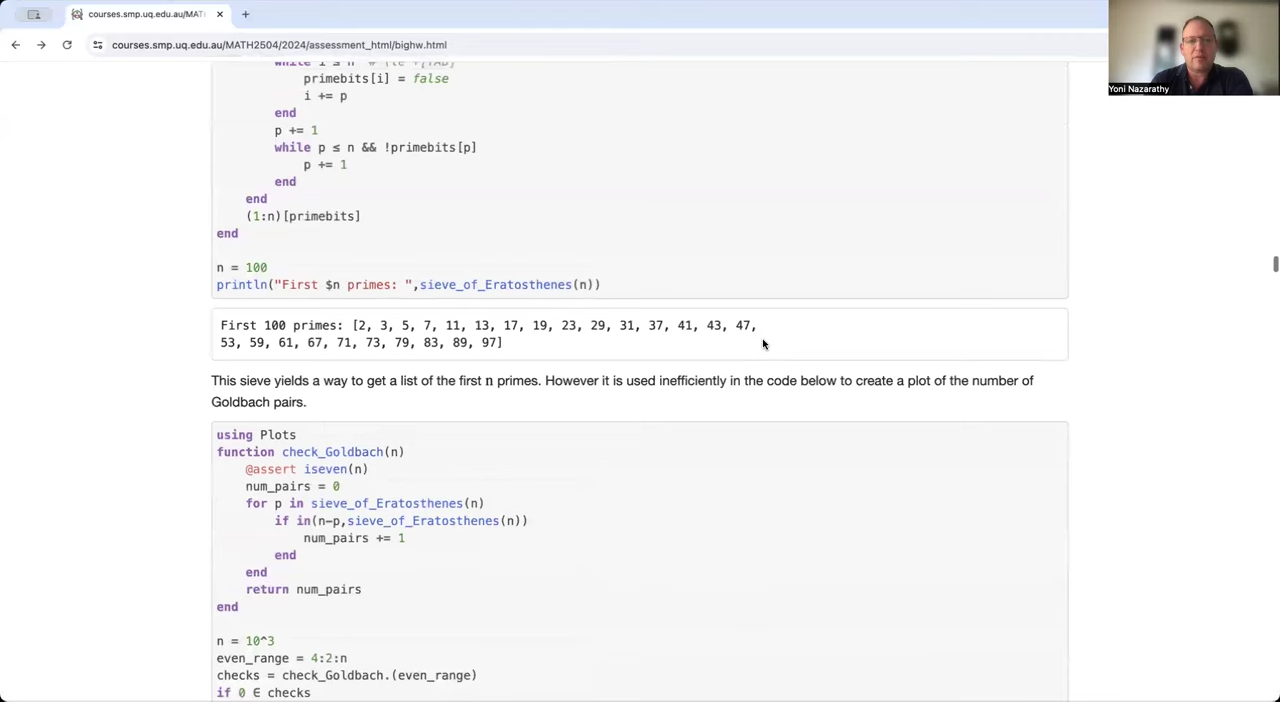 courses.smp.uq.edu.au/MATH
courses.smp.uq.edu.au/MATH2504/2024/assessment_html/bighw.html
Yoni Nazarathy
while i ≤ n # \le +[TAB]
primebits[i] = false
i += p
end
p += 1
while p ≤ n && !primebits[p]
p += 1
end
end
(1:n)[primebits]
end
n = 100
println("First $n primes: ",sieve_of_Eratosthenes(n))
First 100 primes: [2, 3, 5, 7, 11, 13, 17, 19, 23, 29, 31, 37, 41, 43, 47,
53, 59, 61, 67, 71, 73, 79, 83, 89, 97]
This sieve yields a way to get a list of the first n primes. However it is used inefficiently in the code below to create a plot of the number of
Goldbach pairs.
using Plots
function check_Goldbach(n)
@assert iseven(n)
num_pairs = 0
for p in sieve_of_Eratosthenes(n)
if in(n-p,sieve_of_Eratosthenes(n))
num_pairs += 1
end
end
return num_pairs
end
n = 10^3
even_range = 4:2:n
checks = check_Goldbach.(even_range)
if 0 ∈ checks